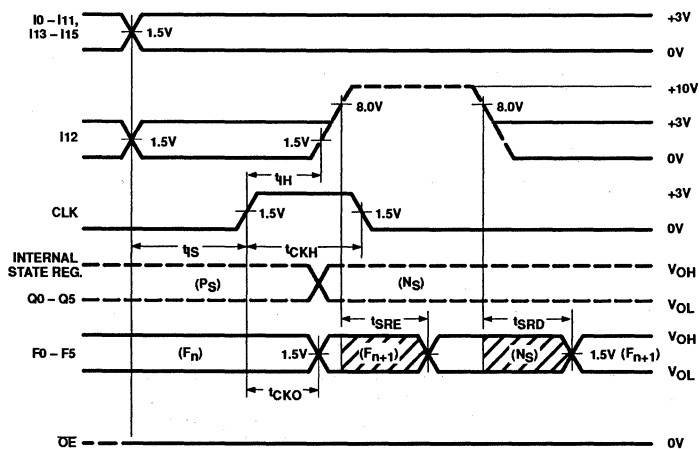 I0 – I11,
I13 – I15
1.5V
+3V
0V
+10V
8.0V
8.0V
+3V
I12
1.5V
1.5V
0V
tIH
+3V
CLK
1.5V
1.5V
0V
tIS
tCKH
INTERNAL
STATE REG.
VOH
(PS)
(NS)
Q0 – Q5
VOL
tSRE
tSRD
VOH
F0 – F5
(Fn)
1.5V
(Fn+1)
(NS)
1.5V
(Fn+1)
VOL
tCKO
OE
0V